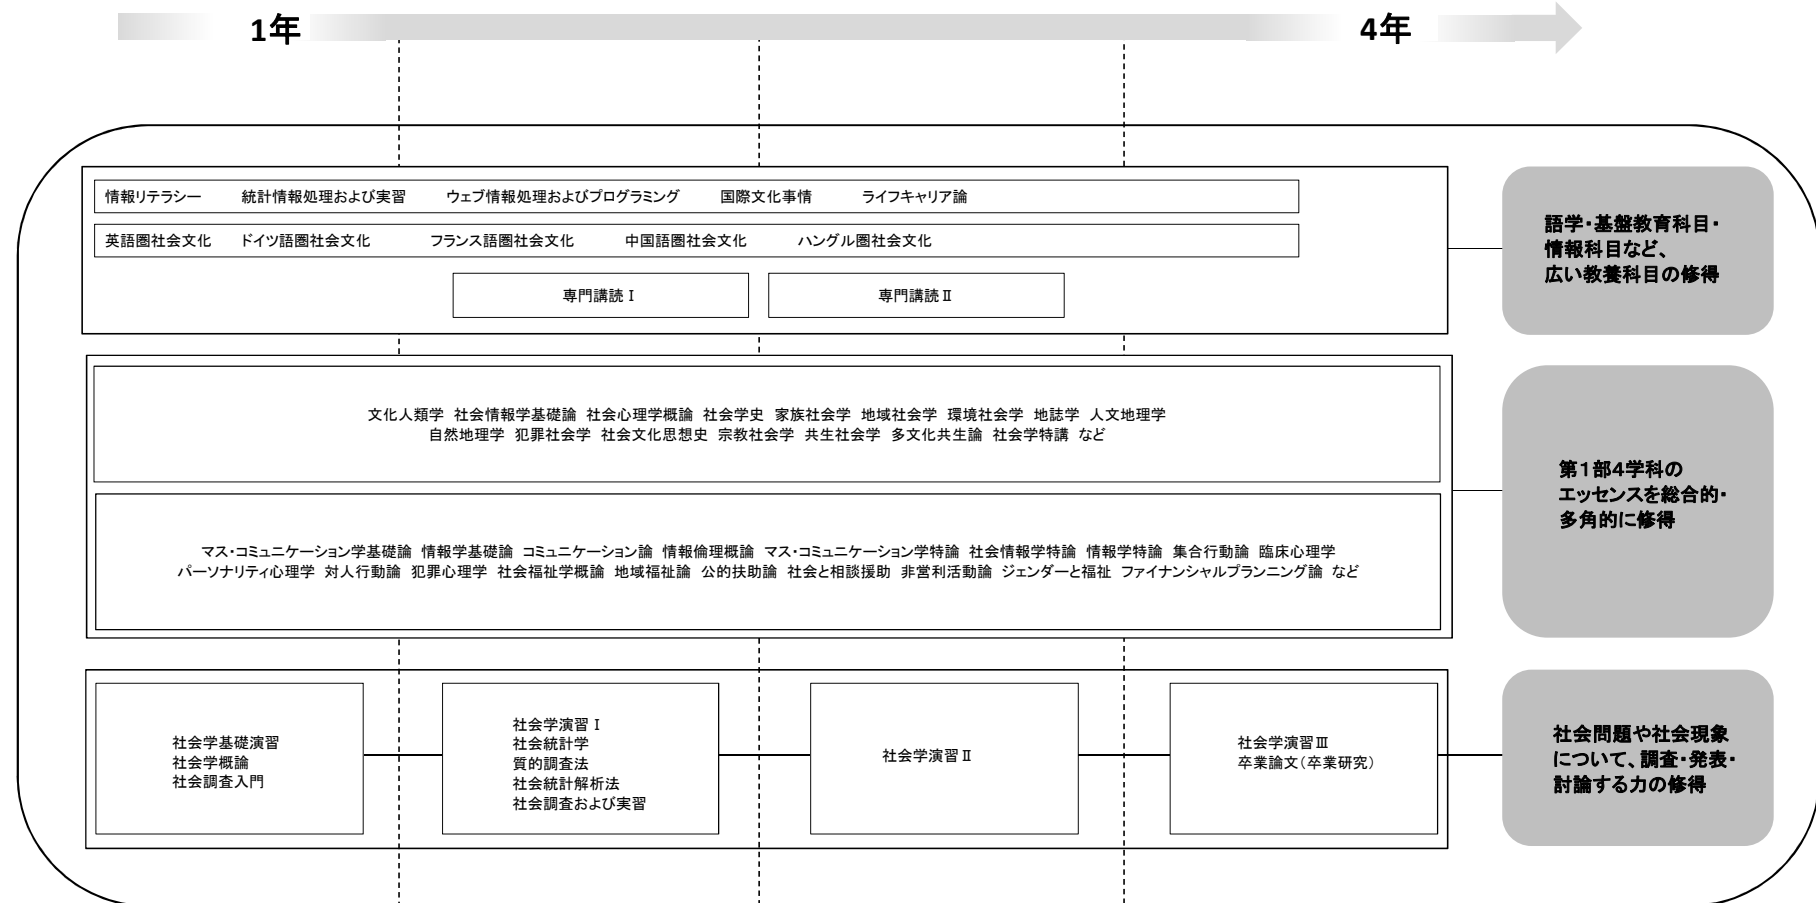 1年
4年
情報リテラシー 統計情報処理および実習 ウェブ情報処理およびプログラミング 国際文化事情 ライフキャリア論
英語圏社会文化 ドイツ語圏社会文化 フランス語圏社会文化 中国語圏社会文化 ハングル圏社会文化
専門講読Ⅰ
専門講読Ⅱ
語学・基盤教育科目・
情報科目など、
広い教養科目の修得
文化人類学 社会情報学基礎論 社会心理学概論 社会学史 家族社会学 地域社会学 環境社会学 地誌学 人文地理学
自然地理学 犯罪社会学 社会文化思想史 宗教社会学 共生社会学 多文化共生論 社会学特講 など
マス・コミュニケーション学基礎論 情報学基礎論 コミュニケーション論 情報倫理概論 マス・コミュニケーション学特論 社会情報学特論 情報学特論 集合行動論 臨床心理学
パーソナリティ心理学 対人行動論 犯罪心理学 社会福祉学概論 地域福祉論 公的扶助論 社会と相談援助 非営利活動論 ジェンダーと福祉 ファイナンシャルプランニング論 など
第1部4学科の
エッセンスを総合的・
多角的に修得
社会学基礎演習
社会学概論
社会調査入門
社会学演習Ⅰ
社会統計学
質的調査法
社会統計解析法
社会調査および実習
社会学演習Ⅱ
社会学演習Ⅲ
卒業論文(卒業研究)
社会問題や社会現象
について、調査・発表・
討論する力の修得